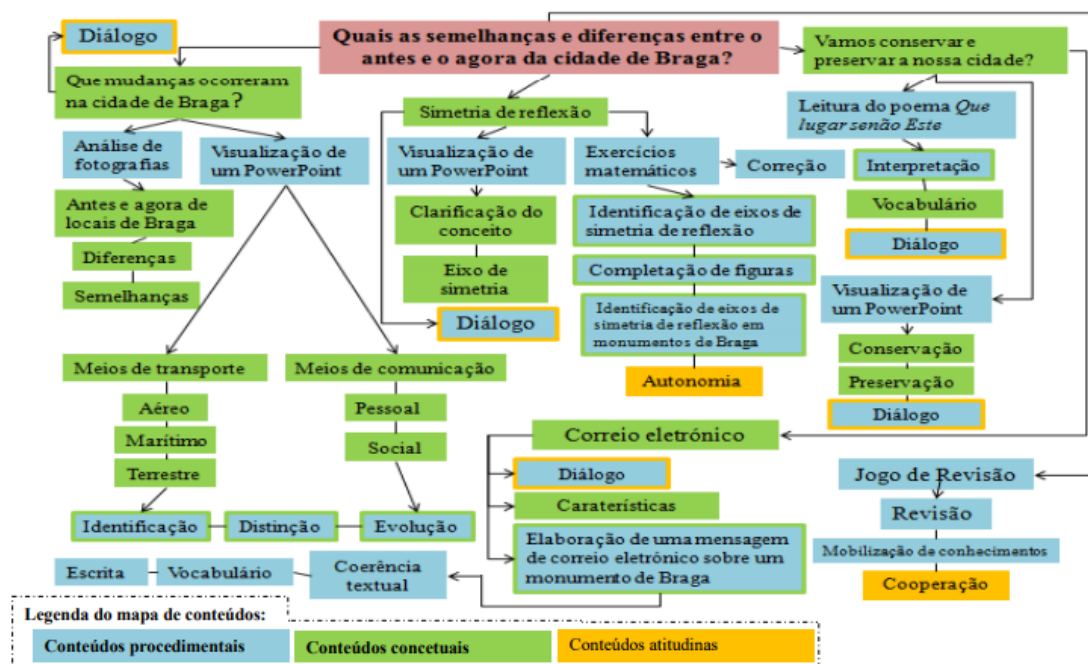 Diálogo
Quais as semelhanças e diferenças entre o
antes e o agora da cidade de Braga?
Vamos conservar e
preservar a nossa cidade?
Que mudanças ocorreram
na cidade de Braga?
Análise de
fotografias
Visualização de
um PowerPoint
Antes e agora de
locais de Braga
Diferenças
Semelhanças
Meios de transporte
Aéreo
Marítimo
Terrestre
Meios de comunicação
Pessoal
Social
Identificação
Distinção
Evolução
Simetria de reflexão
Visualização de
um PowerPoint
Clarificação do
conceito
Eixo de
simetria
Diálogo
Exercícios
matemáticos
Correção
Identificação de eixos de
simetria de reflexão
Completação de figuras
Identificação de eixos de
simetria de reflexão em
monumentos de Braga
Autonomia
Leitura do poema Que
lugar senão Este
Interpretação
Vocabulário
Diálogo
Visualização de
um PowerPoint
Conservação
Preservação
Diálogo
Correio eletrónico
Diálogo
Caraterísticas
Elaboração de uma mensagem
de correio eletrónico sobre um
monumento de Braga
Coerência
textual
Vocabulário
Escrita
Jogo de Revisão
Revisão
Mobilização de conhecimentos
Cooperação
Legenda do mapa de conteúdos:
Conteúdos procedimentais
Conteúdos concetuais
Conteúdos atitudinas